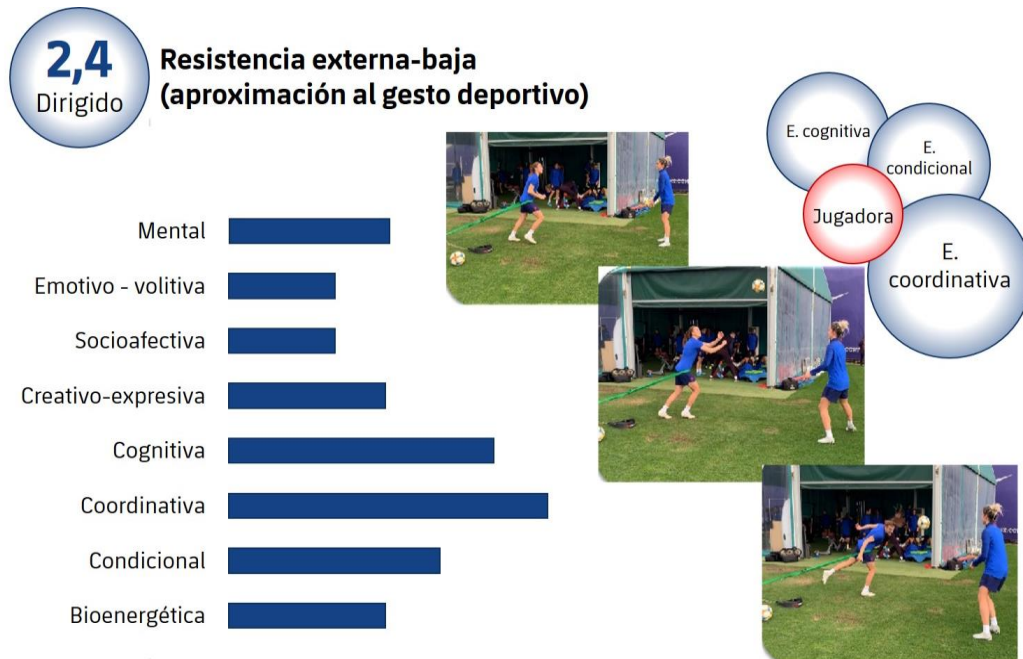 2,4
Dirigido
Resistencia externa-baja
(aproximación al gesto deportivo)
E. cognitiva
E.
condicional
Jugadora
E.
coordinativa
Mental
Emotivo - volitiva
Socioafectiva
Creativo-expresiva
Cognitiva
Coordinativa
Condicional
Bioenergética